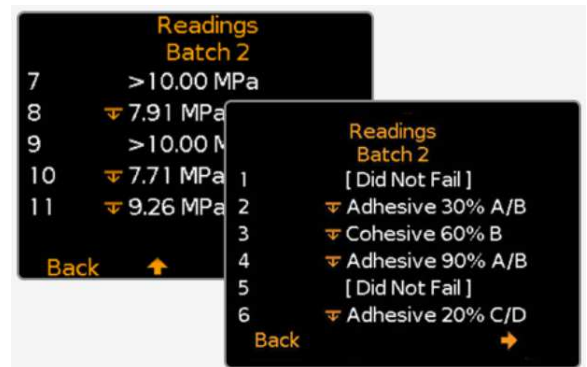 Readings
Batch 2
7 >10.00 MPa
8 7.91 MPa
9 >10.00
10 7.71 MPa
11 9.26 MPa
Back
Readings
Batch 2
1 [ Did Not Fail ]
2 Adhesive 30% A/B
3 Cohesive 60% B
4 Adhesive 90% A/B
5 [ Did Not Fail ]
6 Adhesive 20% C/D
Back